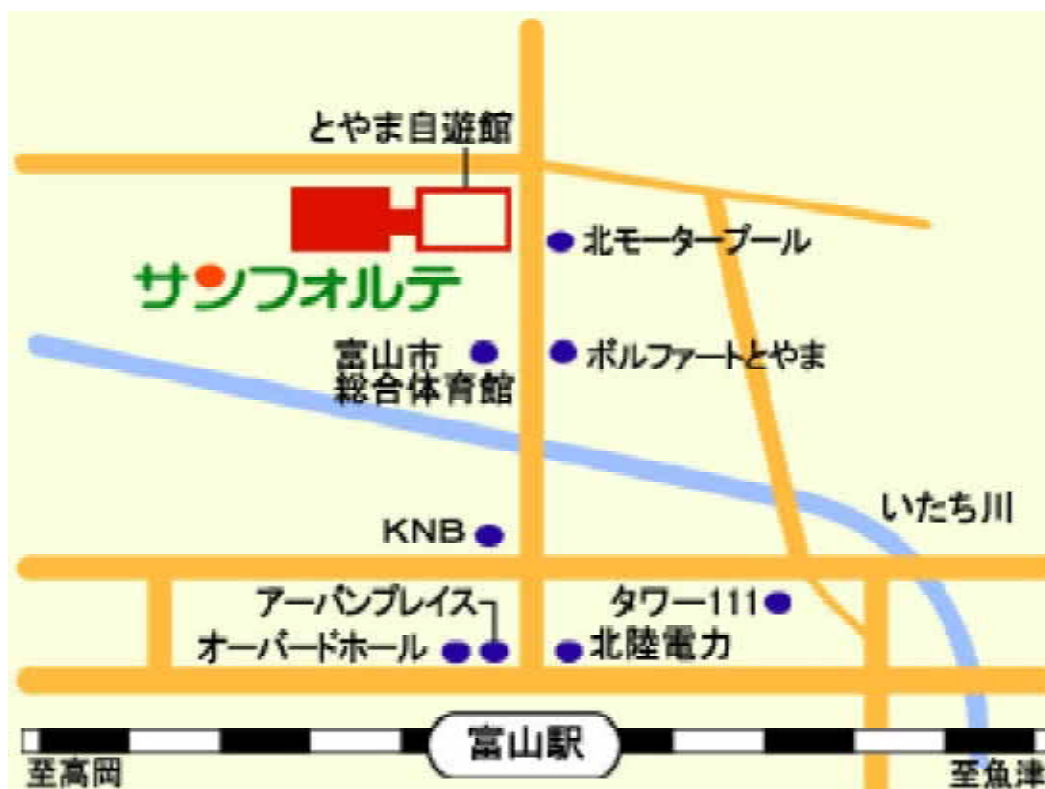 とやま自遊館
北モータープール
サンフォルテ
富山市
総合体育館
ボルファートとやま
いたち川
KNB
アーバンプレイス
タワー111
オーバードホール
北陸電力
富山駅
至高岡
至魚津